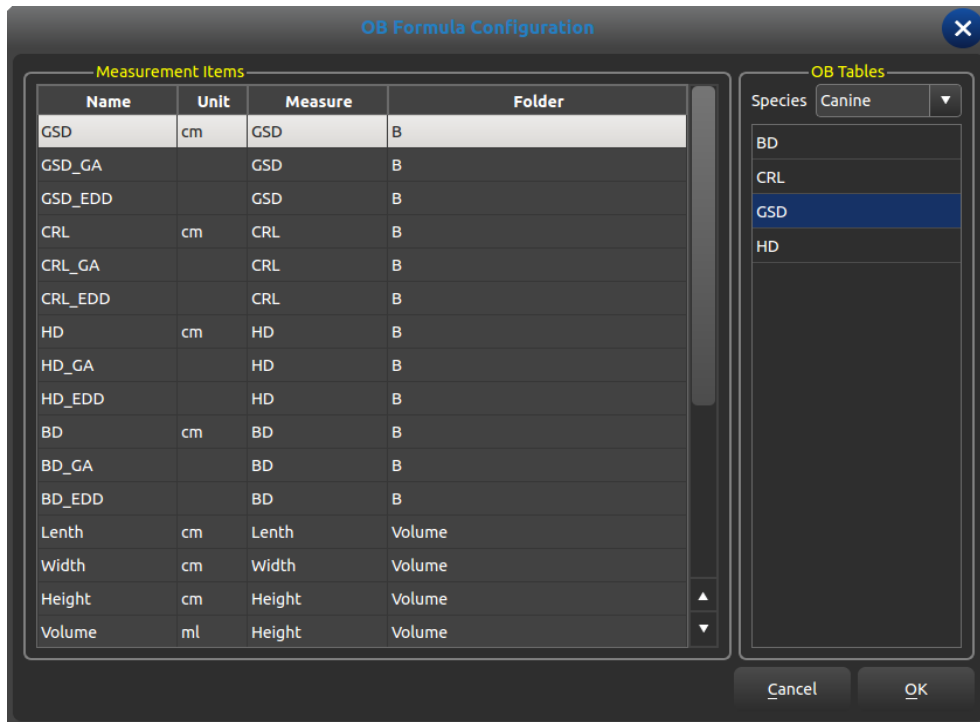 OB Formula Configuration
Measurement Items
Name Unit Measure Folder
GSD cm GSD B
GSD_GA GSD B
GSD_EDD GSD B
CRL cm CRL B
CRL_GA CRL B
CRL_EDD CRL B
HD cm HD B
HD_GA HD B
HD_EDD HD B
BD cm BD B
BD_GA BD B
BD_EDD BD B
Lenth cm Lenth Volume
Width cm Width Volume
Height cm Height Volume
Volume ml Height Volume
OB Tables
Species Canine
BD
CRL
GSD
HD
Cancel OK